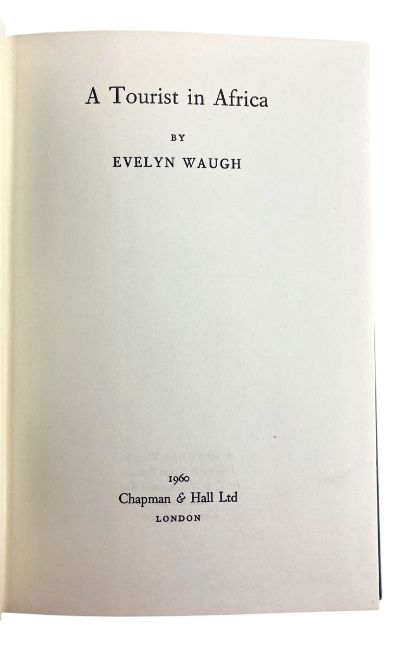 A Tourist in Africa
BY
EVELYN WAUGH
1960
Chapman & Hall Ltd
LONDON